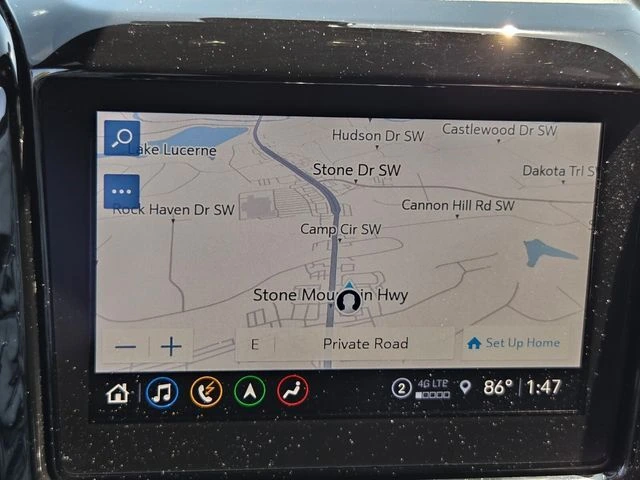 Hudson Dr SW
Castlewood Dr SW
Lake Lucerne
Stone Dr SW
Dakota Trl S
Rock Haven Dr SW
Cannon Hill Rd SW
Camp Cir SW
Stone Mountain Hwy
E
Private Road
Set Up Home
2
4G LTE
86°
1:47